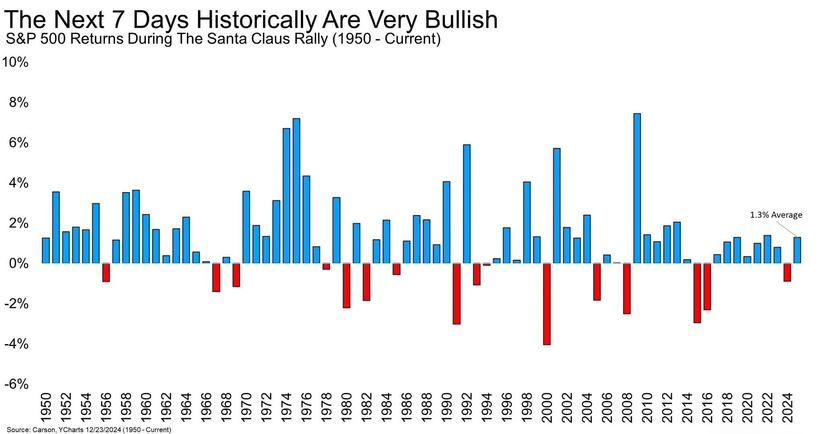 The Next 7 Days Historically Are Very Bullish
S&P 500 Returns During The Santa Claus Rally (1950 - Current)
10%
8%
6%
4%
2%
0%
-2%
-4%
-6%
1.3% Average
1950 1952 1954 1956 1958 1960 1962 1964 1966 1968 1970 1972 1974 1976 1978 1980 1982 1984 1986 1988 1990 1992 1994 1996 1998 2000 2002 2004 2006 2008 2010 2012 2014 2016 2018 2020 2022 2024
Source: Carson, YCharts 12/23/2024 (1950 - Current)